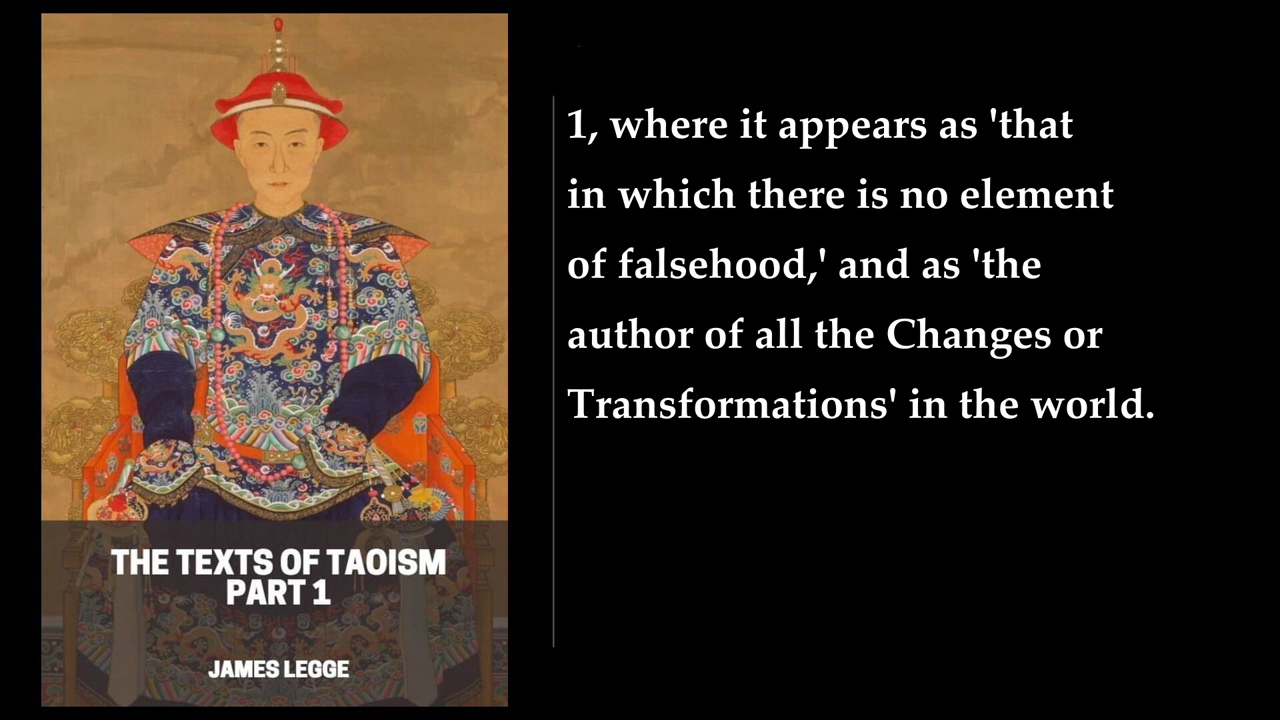 1, where it appears as 'that
in which there is no element
of falsehood,' and as 'the
author of all the Changes or
Transformations' in the world.
THE TEXTS OF TAOISM
PART 1
JAMES LEGGE